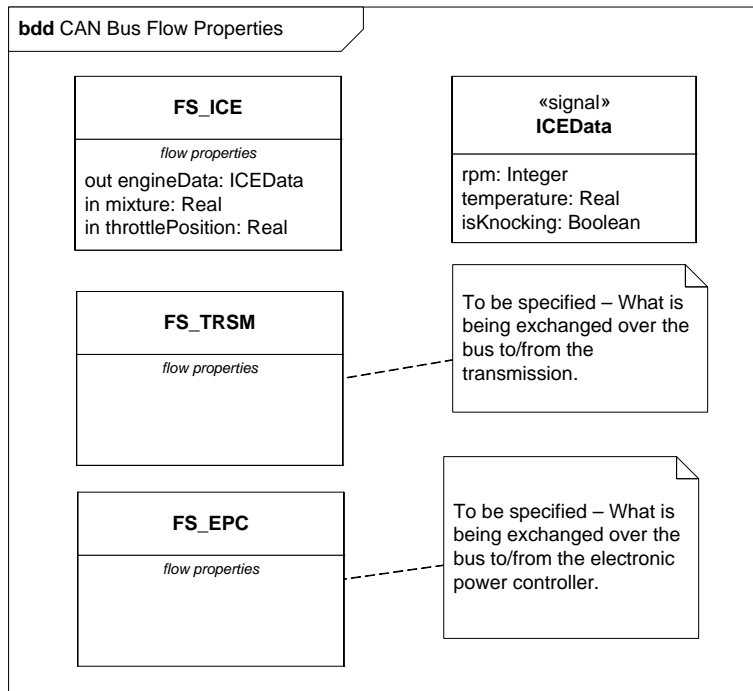 bdd CAN Bus Flow Properties
FS_ICE
flow properties
out engineData: ICEData
in mixture: Real
in throttlePosition: Real
«signal»
ICEData
rpm: Integer
temperature: Real
isKnocking: Boolean
FS_TRSM
flow properties
To be specified – What is
being exchanged over the
bus to/from the
transmission.
FS_EPC
flow properties
To be specified – What is
being exchanged over the
bus to/from the electronic
power controller.